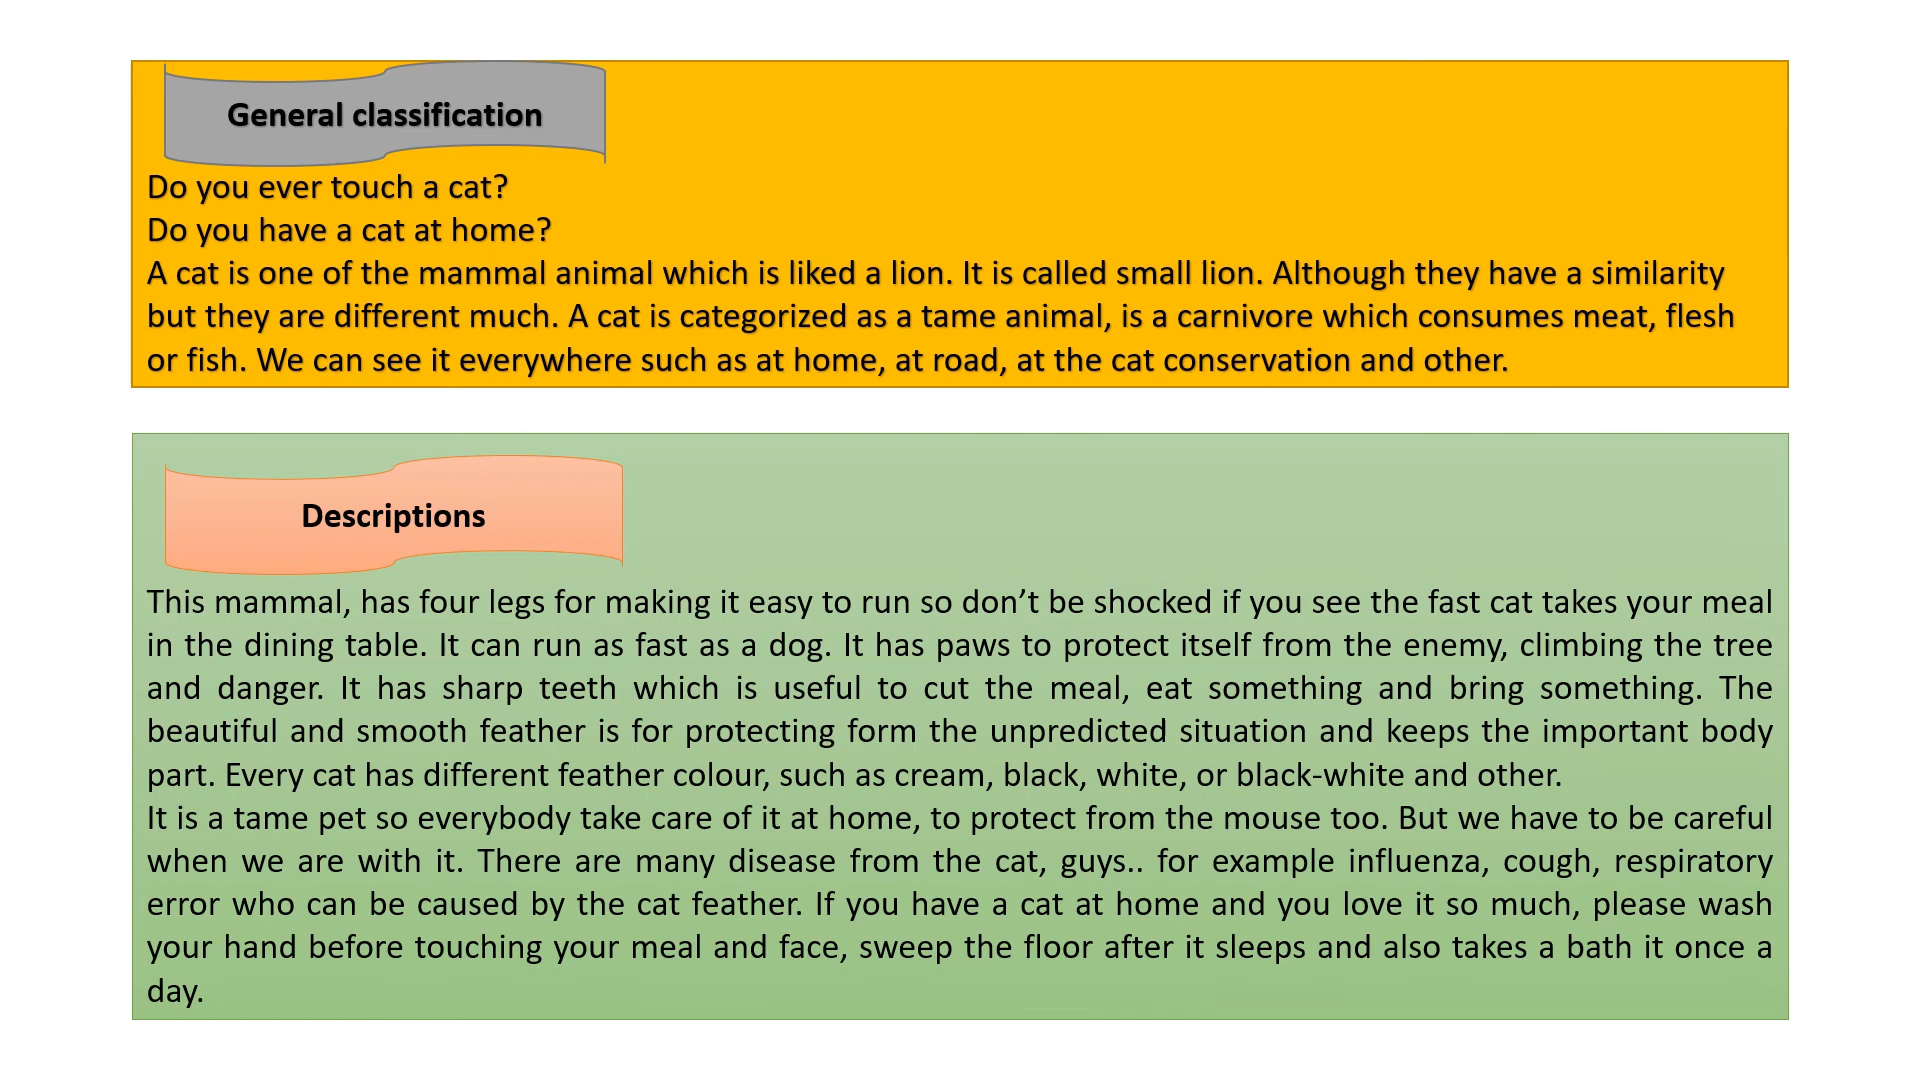 General classification
Do you ever touch a cat?
Do you have a cat at home?
A cat is one of the mammal animal which is liked a lion. It is called small lion. Although they have a similarity
but they are different much. A cat is categorized as a tame animal, is a carnivore which consumes meat, flesh
or fish. We can see it everywhere such as at home, at road, at the cat conservation and other.
Descriptions
This mammal, has four legs for making it easy to run so don’t be shocked if you see the fast cat takes your meal
in the dining table. It can run as fast as a dog. It has paws to protect itself from the enemy, climbing the tree
and danger. It has sharp teeth which is useful to cut the meal, eat something and bring something. The
beautiful and smooth feather is for protecting form the unpredicted situation and keeps the important body
part. Every cat has different feather colour, such as cream, black, white, or black-white and other.
It is a tame pet so everybody take care of it at home, to protect from the mouse too. But we have to be careful
when we are with it. There are many disease from the cat, guys.. for example influenza, cough, respiratory
error who can be caused by the cat feather. If you have a cat at home and you love it so much, please wash
your hand before touching your meal and face, sweep the floor after it sleeps and also takes a bath it once a
day.